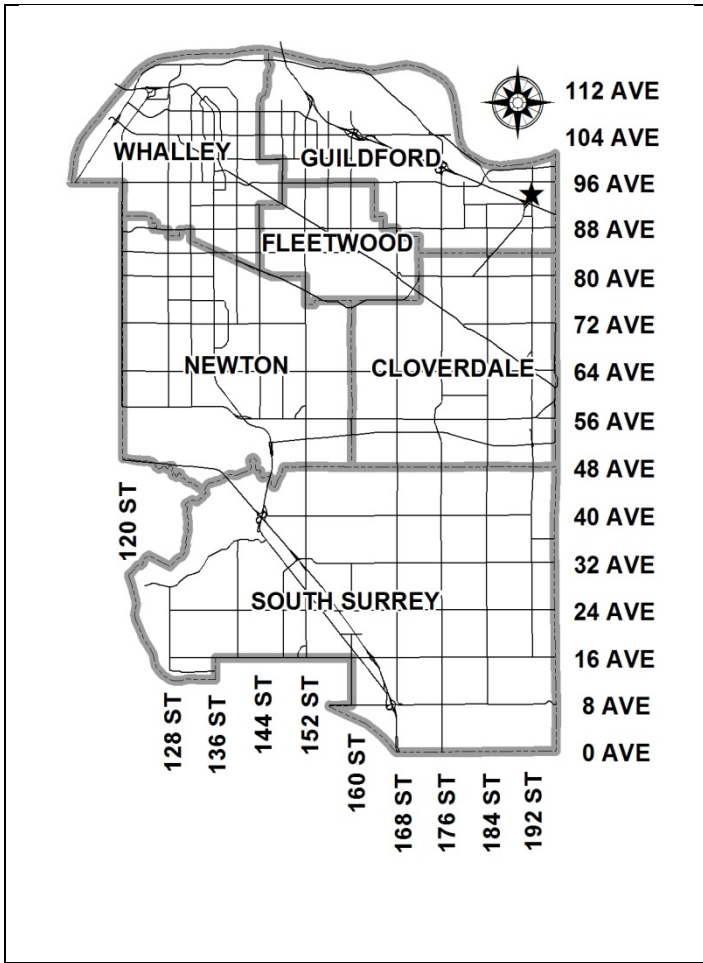 112 AVE
104 AVE
WHALLEY
GUILDFORD
96 AVE
88 AVE
FLEETWOOD
80 AVE
72 AVE
NEWTON
CLOVERDALE
64 AVE
56 AVE
48 AVE
120 ST
40 AVE
32 AVE
SOUTH SURREY
24 AVE
16 AVE
128 ST
136 ST
144 ST
152 ST
8 AVE
160 ST
0 AVE
168 ST
176 ST
184 ST
192 ST